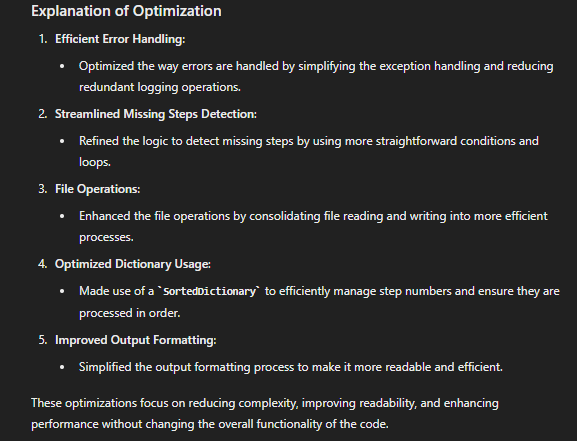 Explanation of Optimization
1. Efficient Error Handling:
• Optimized the way errors are handled by simplifying the exception handling and reducing
redundant logging operations.
2. Streamlined Missing Steps Detection:
• Refined the logic to detect missing steps by using more straightforward conditions and
loops.
3. File Operations:
• Enhanced the file operations by consolidating file reading and writing into more efficient
processes.
4. Optimized Dictionary Usage:
• Made use of a `SortedDictionary` to efficiently manage step numbers and ensure they are
processed in order.
5. Improved Output Formatting:
• Simplified the output formatting process to make it more readable and efficient.
These optimizations focus on reducing complexity, improving readability, and enhancing
performance without changing the overall functionality of the code.